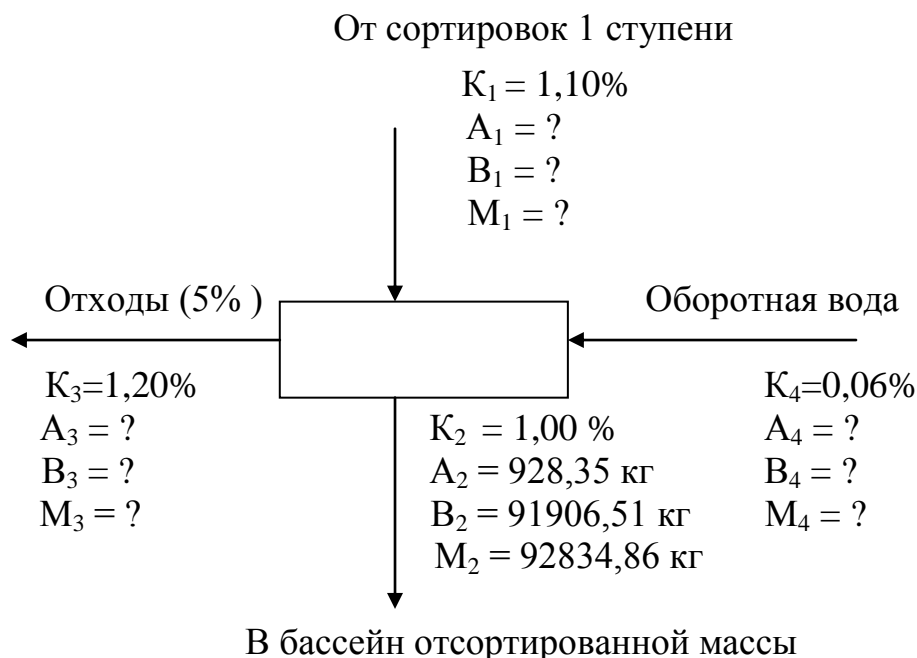 От сортировок 1 ступени
К₁ = 1,10%
А₁ = ?
В₁ = ?
М₁ = ?
Отходы (5% )
Оборотная вода
К₃=1,20%
А₃ = ?
В₃ = ?
М₃ = ?
К₂ = 1,00 %
А₂ = 928,35 кг
В₂ = 91906,51 кг
М₂ = 92834,86 кг
К₄=0,06%
А₄ = ?
В₄ = ?
М₄ = ?
В бассейн отсортированной массы